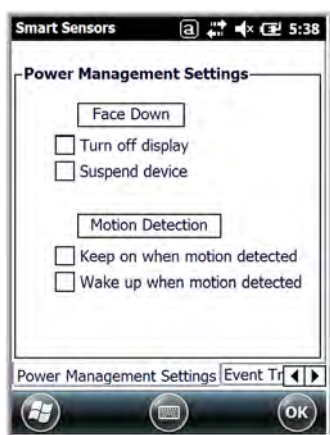 Smart Sensors a 5:38
Power Management Settings
Face Down
Turn off display
Suspend device
Motion Detection
Keep on when motion detected
Wake up when motion detected
Power Management Settings Event Tr
OK